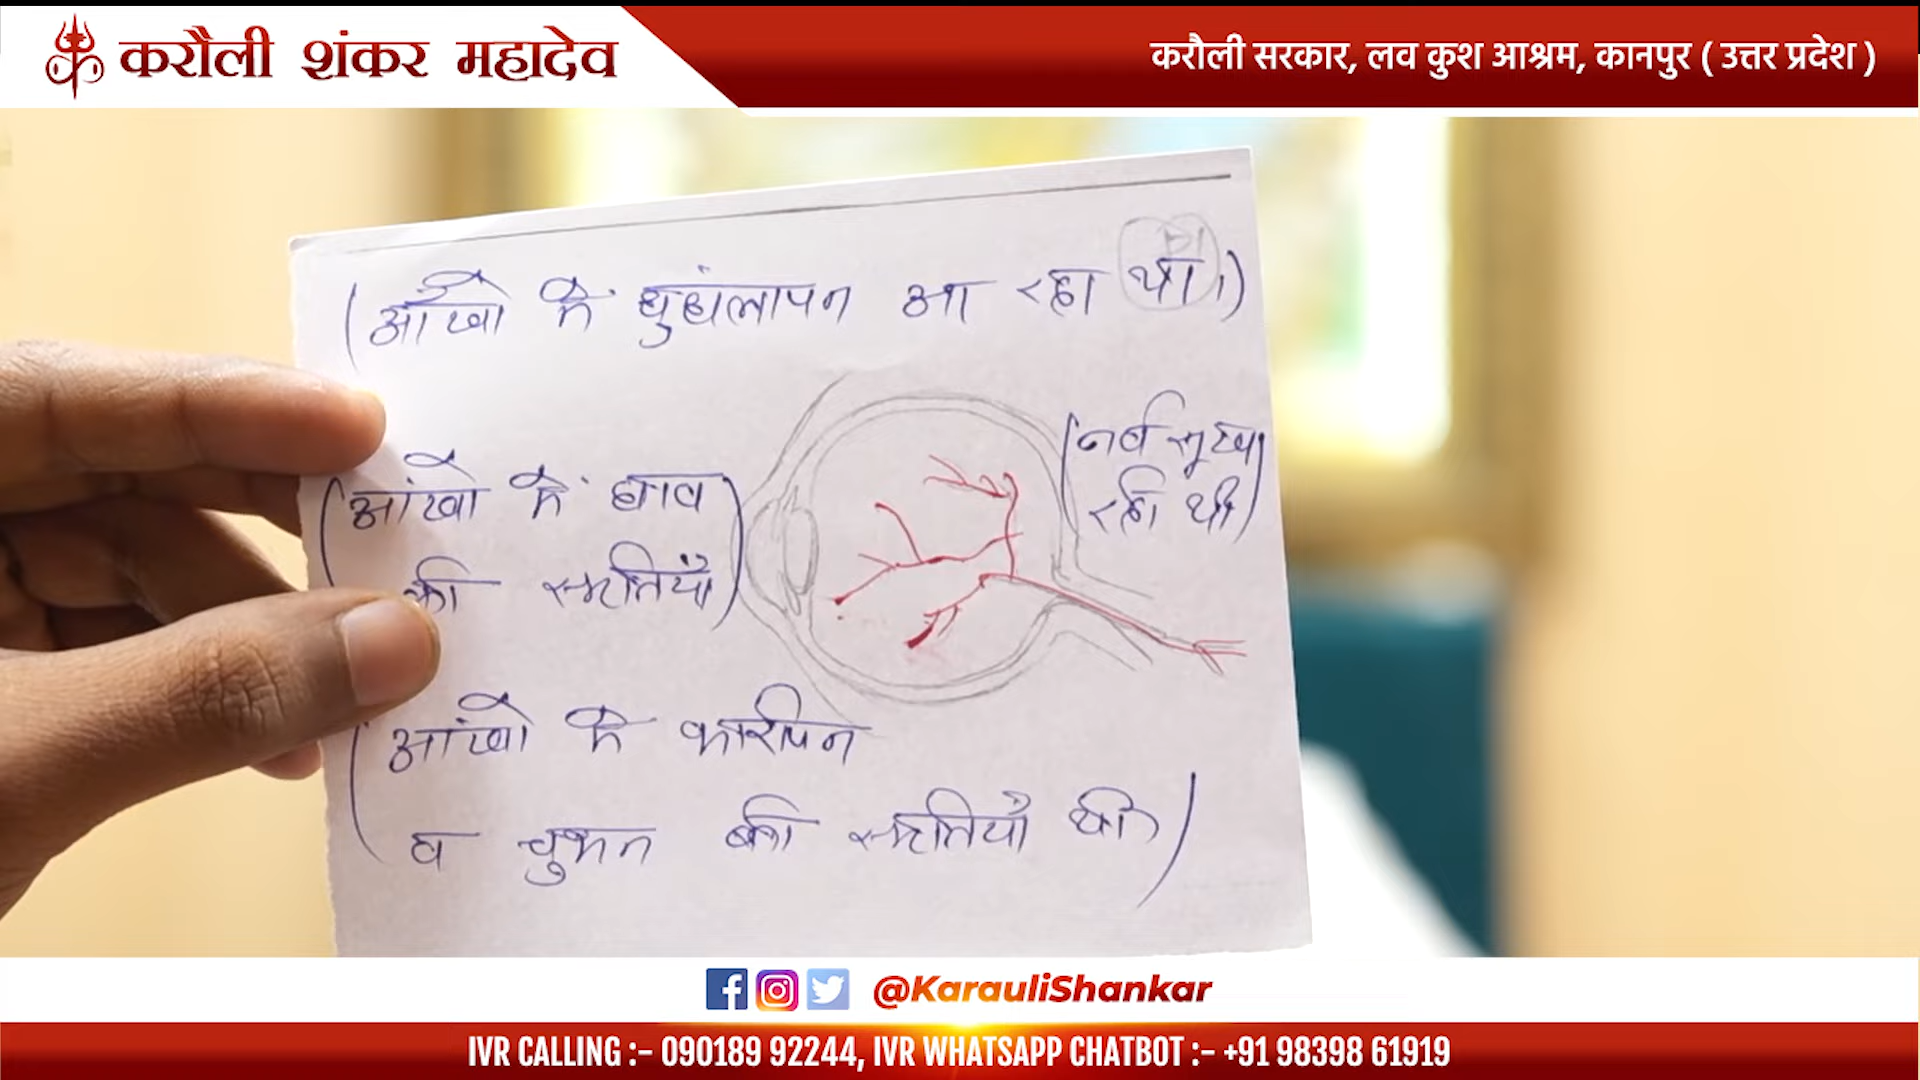 करौली शंकर महादेव
करौली सरकार, लव कुश आश्रम, कानपुर ( उत्तर प्रदेश )
(आँखो मे धुधंलापन आ रहा था।)
(आंखो मे घाव
की स्मृतियाँ)
(नर्व सूख
रही थी)
(आंखो मे भारीपन
व चुभन की स्मृतियाँ थी)
@KarauliShankar
IVR CALLING :- 090189 92244, IVR WHATSAPP CHATBOT :- +91 98398 61919